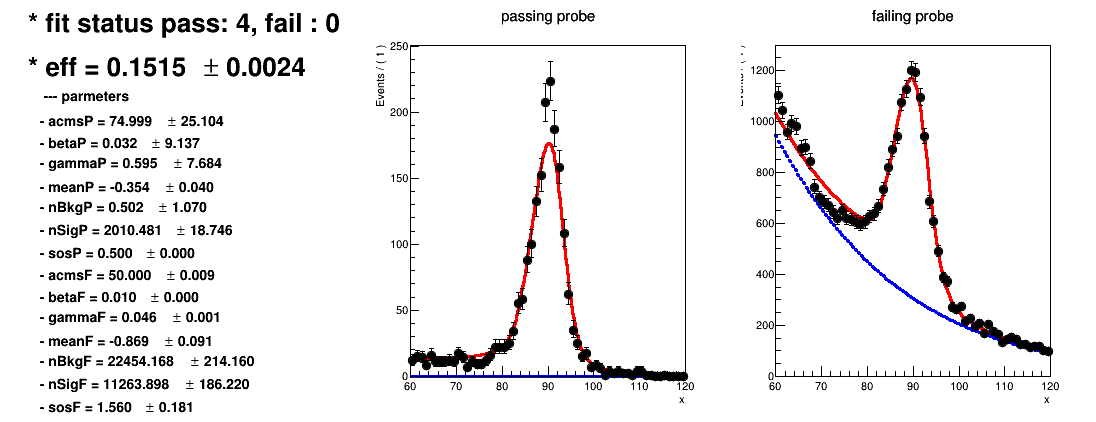 * fit status pass: 4, fail : 0
* eff = 0.1515 ± 0.0024
--- parmeters
- acmsP = 74.999 ± 25.104
- betaP = 0.032 ± 9.137
- gammaP = 0.595 ± 7.684
- meanP = -0.354 ± 0.040
- nBkgP = 0.502 ± 1.070
- nSigP = 2010.481 ± 18.746
- sosP = 0.500 ± 0.000
- acmsF = 50.000 ± 0.009
- betaF = 0.010 ± 0.000
- gammaF = 0.046 ± 0.001
- meanF = -0.869 ± 0.091
- nBkgF = 22454.168 ± 214.160
- nSigF = 11263.898 ± 186.220
- sosF = 1.560 ± 0.181
passing probe
Events / ( 1 )
250
200
150
100
50
0
60 70 80 90 100 110 120
x
failing probe
1200
1000
800
600
400
200
0
60 70 80 90 100 110 120
x